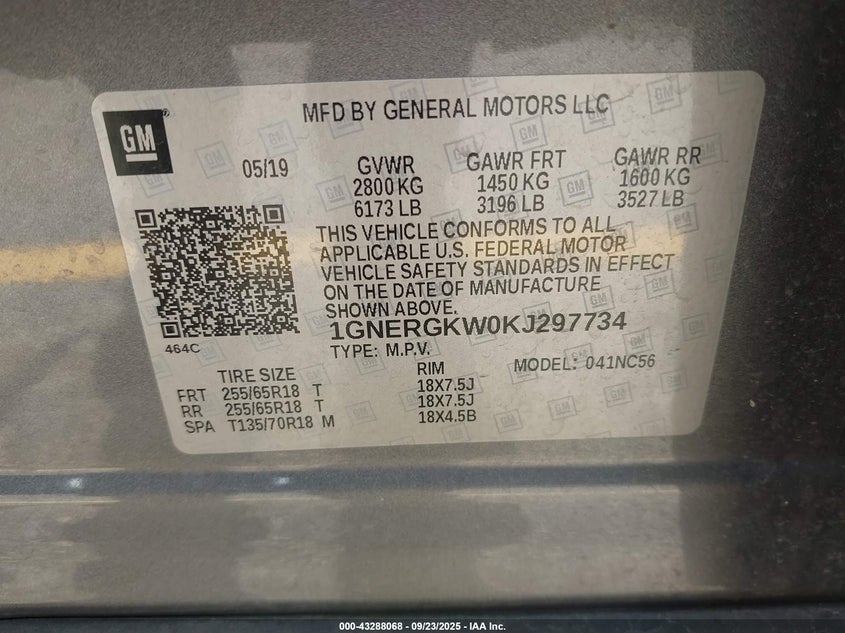 GM
MFD BY GENERAL MOTORS LLC
05/19
GVWR
2800 KG
6173 LB
GAWR FRT
1450 KG
3196 LB
GAWR RR
1600 KG
3527 LB
THIS VEHICLE CONFORMS TO ALL
APPLICABLE U.S. FEDERAL MOTOR
VEHICLE SAFETY STANDARDS IN EFFECT
ON THE DATE OF MANUFACTURE
SHOWN ABOVE.
1GNERGKW0KJ297734
464C
TYPE: M.P.V.
MODEL: 041NC56
TIRE SIZE RIM
FRT 255/65R18 T 18X7.5J
RR 255/65R18 T 18X7.5J
SPA T135/70R18 M 18X4.5B
000-43288068 - 09/23/2025 - IAA Inc.